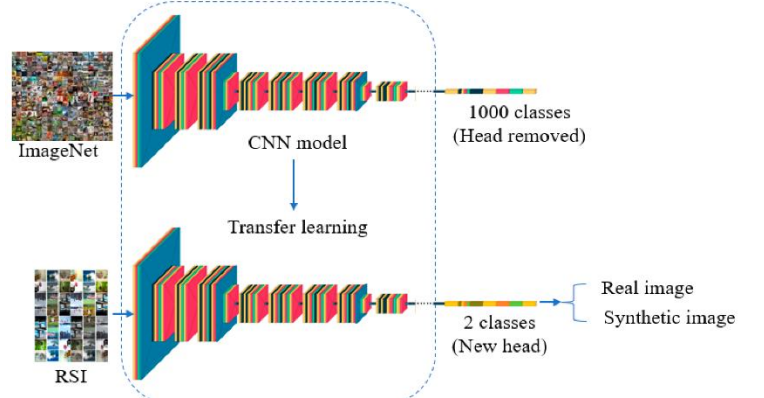 ImageNet
CNN model
1000 classes
(Head removed)
Transfer learning
RSI
2 classes
(New head)
Real image
Synthetic image